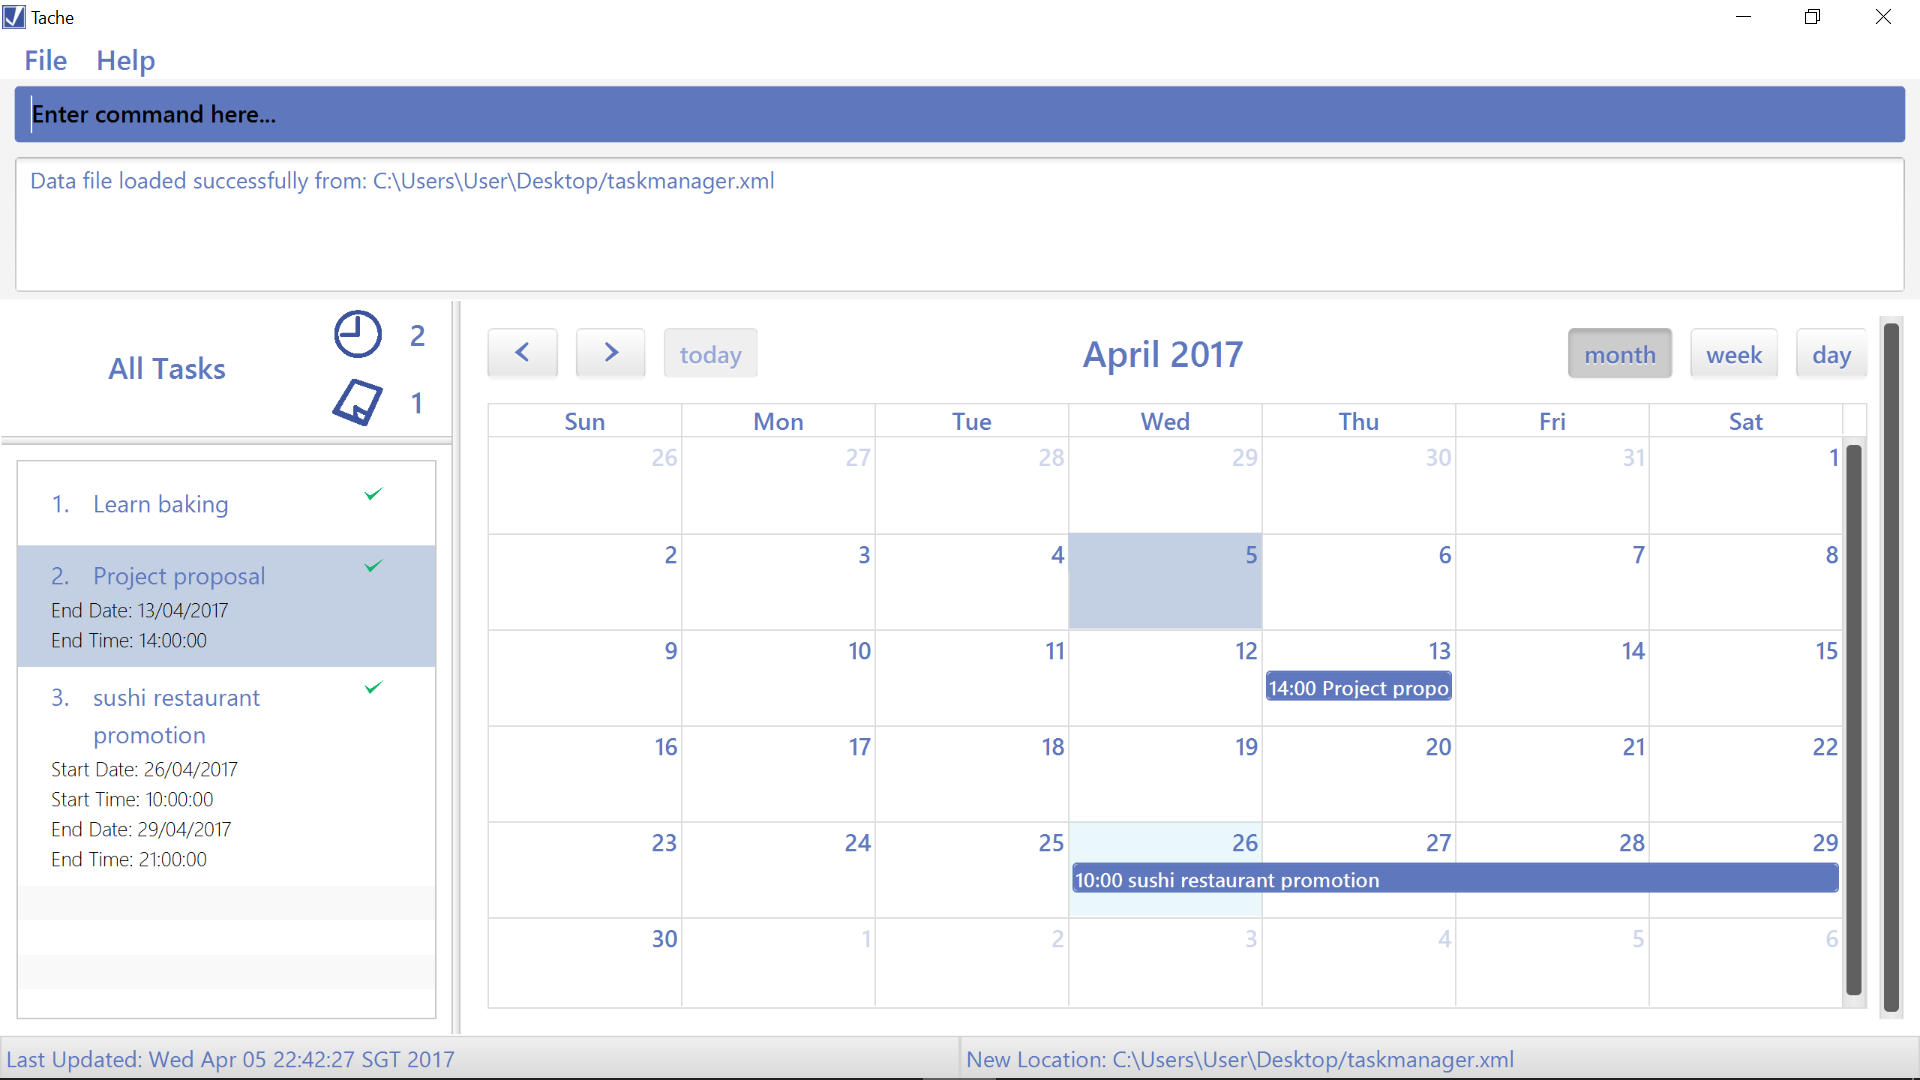 Tache
File Help
Enter command here...
Data file loaded successfully from: C:\Users\User\Desktop/taskmanager.xml
All Tasks
2
1
1. Learn baking
2. Project proposal
End Date: 13/04/2017
End Time: 14:00:00
3. sushi restaurant
promotion
Start Date: 26/04/2017
Start Time: 10:00:00
End Date: 29/04/2017
End Time: 21:00:00
< > today April 2017 month week day
Sun Mon Tue Wed Thu Fri Sat
26 27 28 29 30 31 1
2 3 4 5 6 7 8
9 10 11 12 13 14 15
14:00 Project propo
16 17 18 19 20 21 22
23 24 25 26 27 28 29
10:00 sushi restaurant promotion
30 1 2 3 4 5 6
Last Updated: Wed Apr 05 22:42:27 SGT 2017
New Location: C:\Users\User\Desktop/taskmanager.xml